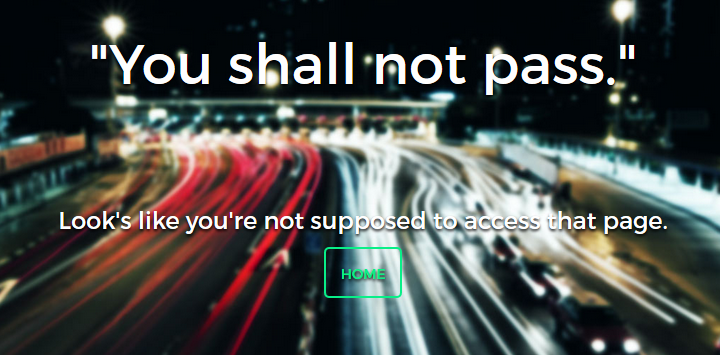 "You shall not pass."
Look's like you're not supposed to access that page.
HOME